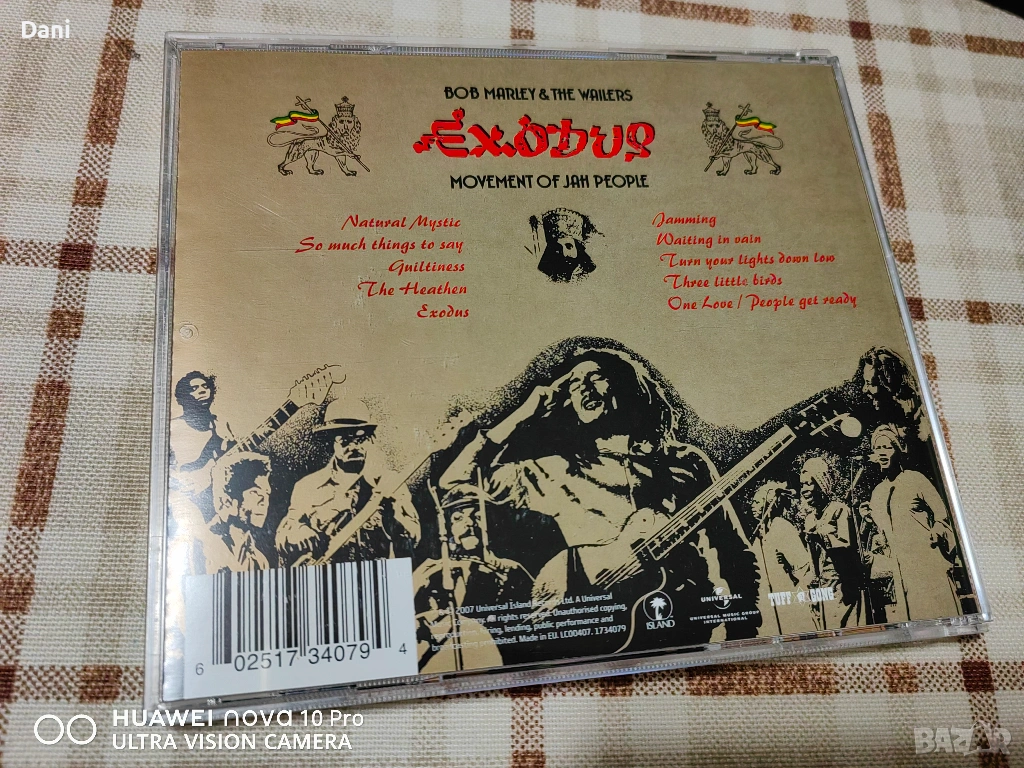 Dani
BOB MARLEY & THE WAILERS
EXODUS
MOVEMENT OF JAH PEOPLE
Natural Mystic
So much things to say
Guiltiness
The Heathen
Exodus
Jamming
Waiting in vain
Turn your lights down low
Three little birds
One Love / People get ready
2007 Universal Island Ltd. A Universal
All rights reserved. Unauthorised copying,
lending, public performance and
prohibited. Made in EU. LC00407. 1734079
ISLAND
UNIVERSAL
UNIVERSAL MUSIC GROUP
INTERNATIONAL
TUFF GONG
6 02517 34079 4
HUAWEI nova 10 Pro
ULTRA VISION CAMERA
BAZAR